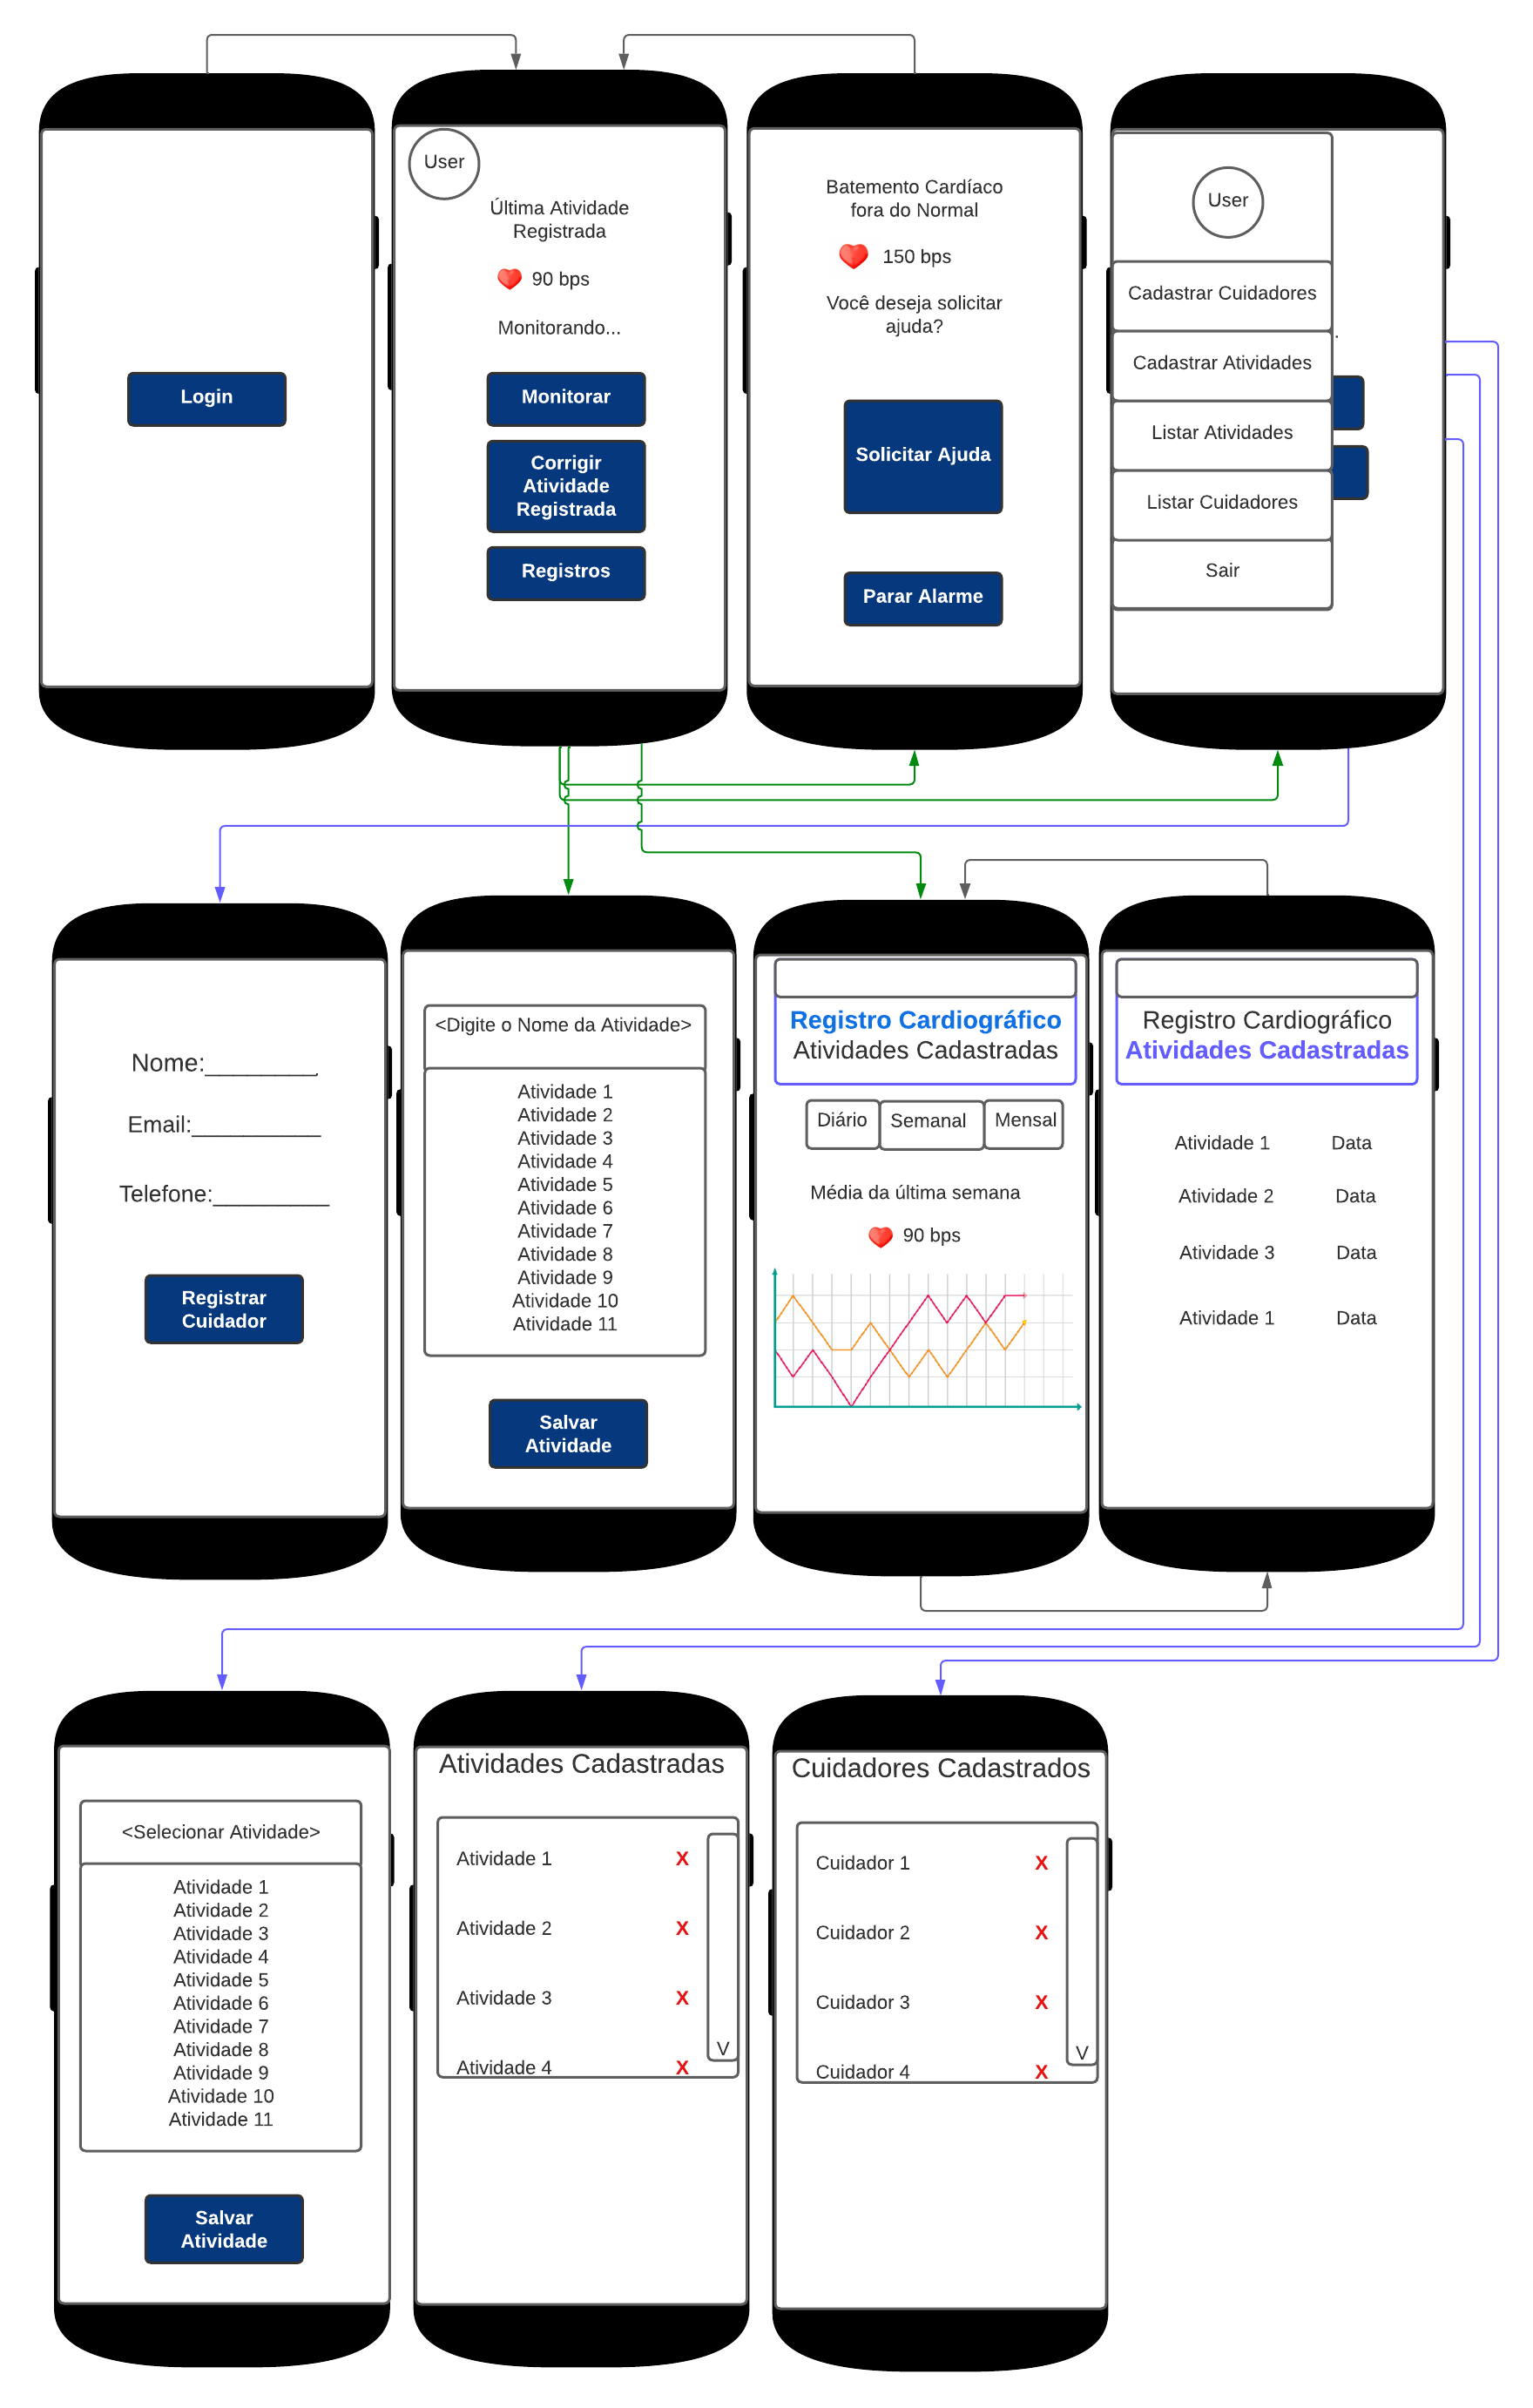 Login
User
Última Atividade
Registrada
90 bps
Monitorando...
Monitorar
Corrigir
Atividade
Registrada
Registros
Batemento Cardíaco
fora do Normal
150 bps
Você deseja solicitar
ajuda?
Solicitar Ajuda
Parar Alarme
User
Cadastrar Cuidadores
Cadastrar Atividades
Listar Atividades
Listar Cuidadores
Sair
.
Nome:________,
Email:__________
Telefone:_________
Registrar
Cuidador
<Digite o Nome da Atividade>
Atividade 1
Atividade 2
Atividade 3
Atividade 4
Atividade 5
Atividade 6
Atividade 7
Atividade 8
Atividade 9
Atividade 10
Atividade 11
Salvar
Atividade
Registro Cardiográfico
Atividades Cadastradas
Diário Semanal Mensal
Média da última semana
90 bps
Registro Cardiográfico
Atividades Cadastradas
Atividade 1 Data
Atividade 2 Data
Atividade 3 Data
Atividade 1 Data
<Selecionar Atividade>
Atividade 1
Atividade 2
Atividade 3
Atividade 4
Atividade 5
Atividade 6
Atividade 7
Atividade 8
Atividade 9
Atividade 10
Atividade 11
Salvar
Atividade
Atividades Cadastradas
Atividade 1 X
Atividade 2 X
Atividade 3 X
V
Atividade 4 X
Cuidadores Cadastrados
Cuidador 1 X
Cuidador 2 X
Cuidador 3 X
V
Cuidador 4 X